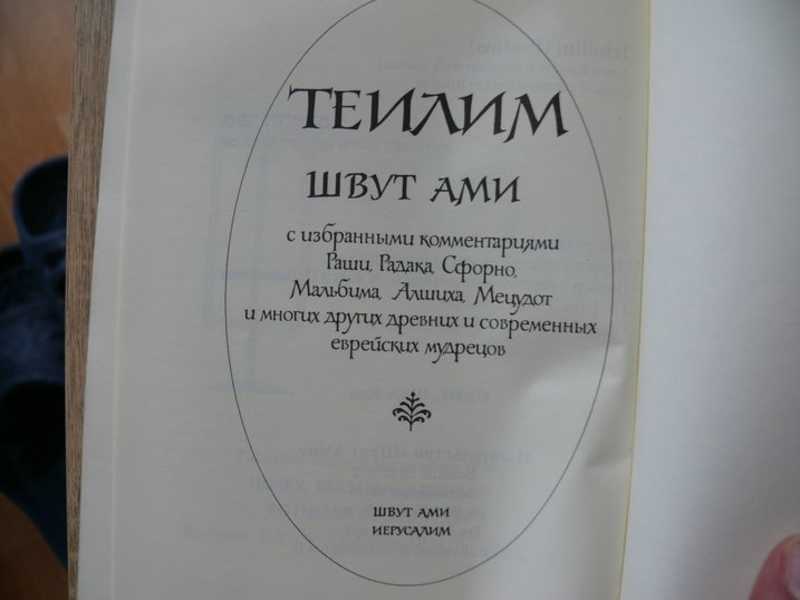 ТЕИЛИМ
ШВУТ АМИ
с избранными комментариями
Раши, Радака, Сфорно,
Мальбима, Алшиха, Мецудот
и многих других древних и современных
еврейских мудрецов
ШВУТ АМИ
ИЕРУСАЛИМ